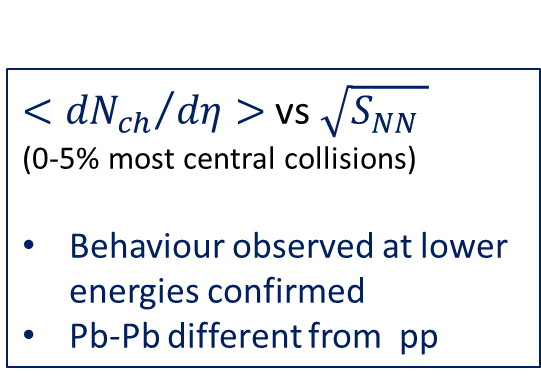 < dN_ch/dη > vs √S_NN
(0-5% most central collisions)
• Behaviour observed at lower
energies confirmed
• Pb-Pb different from pp